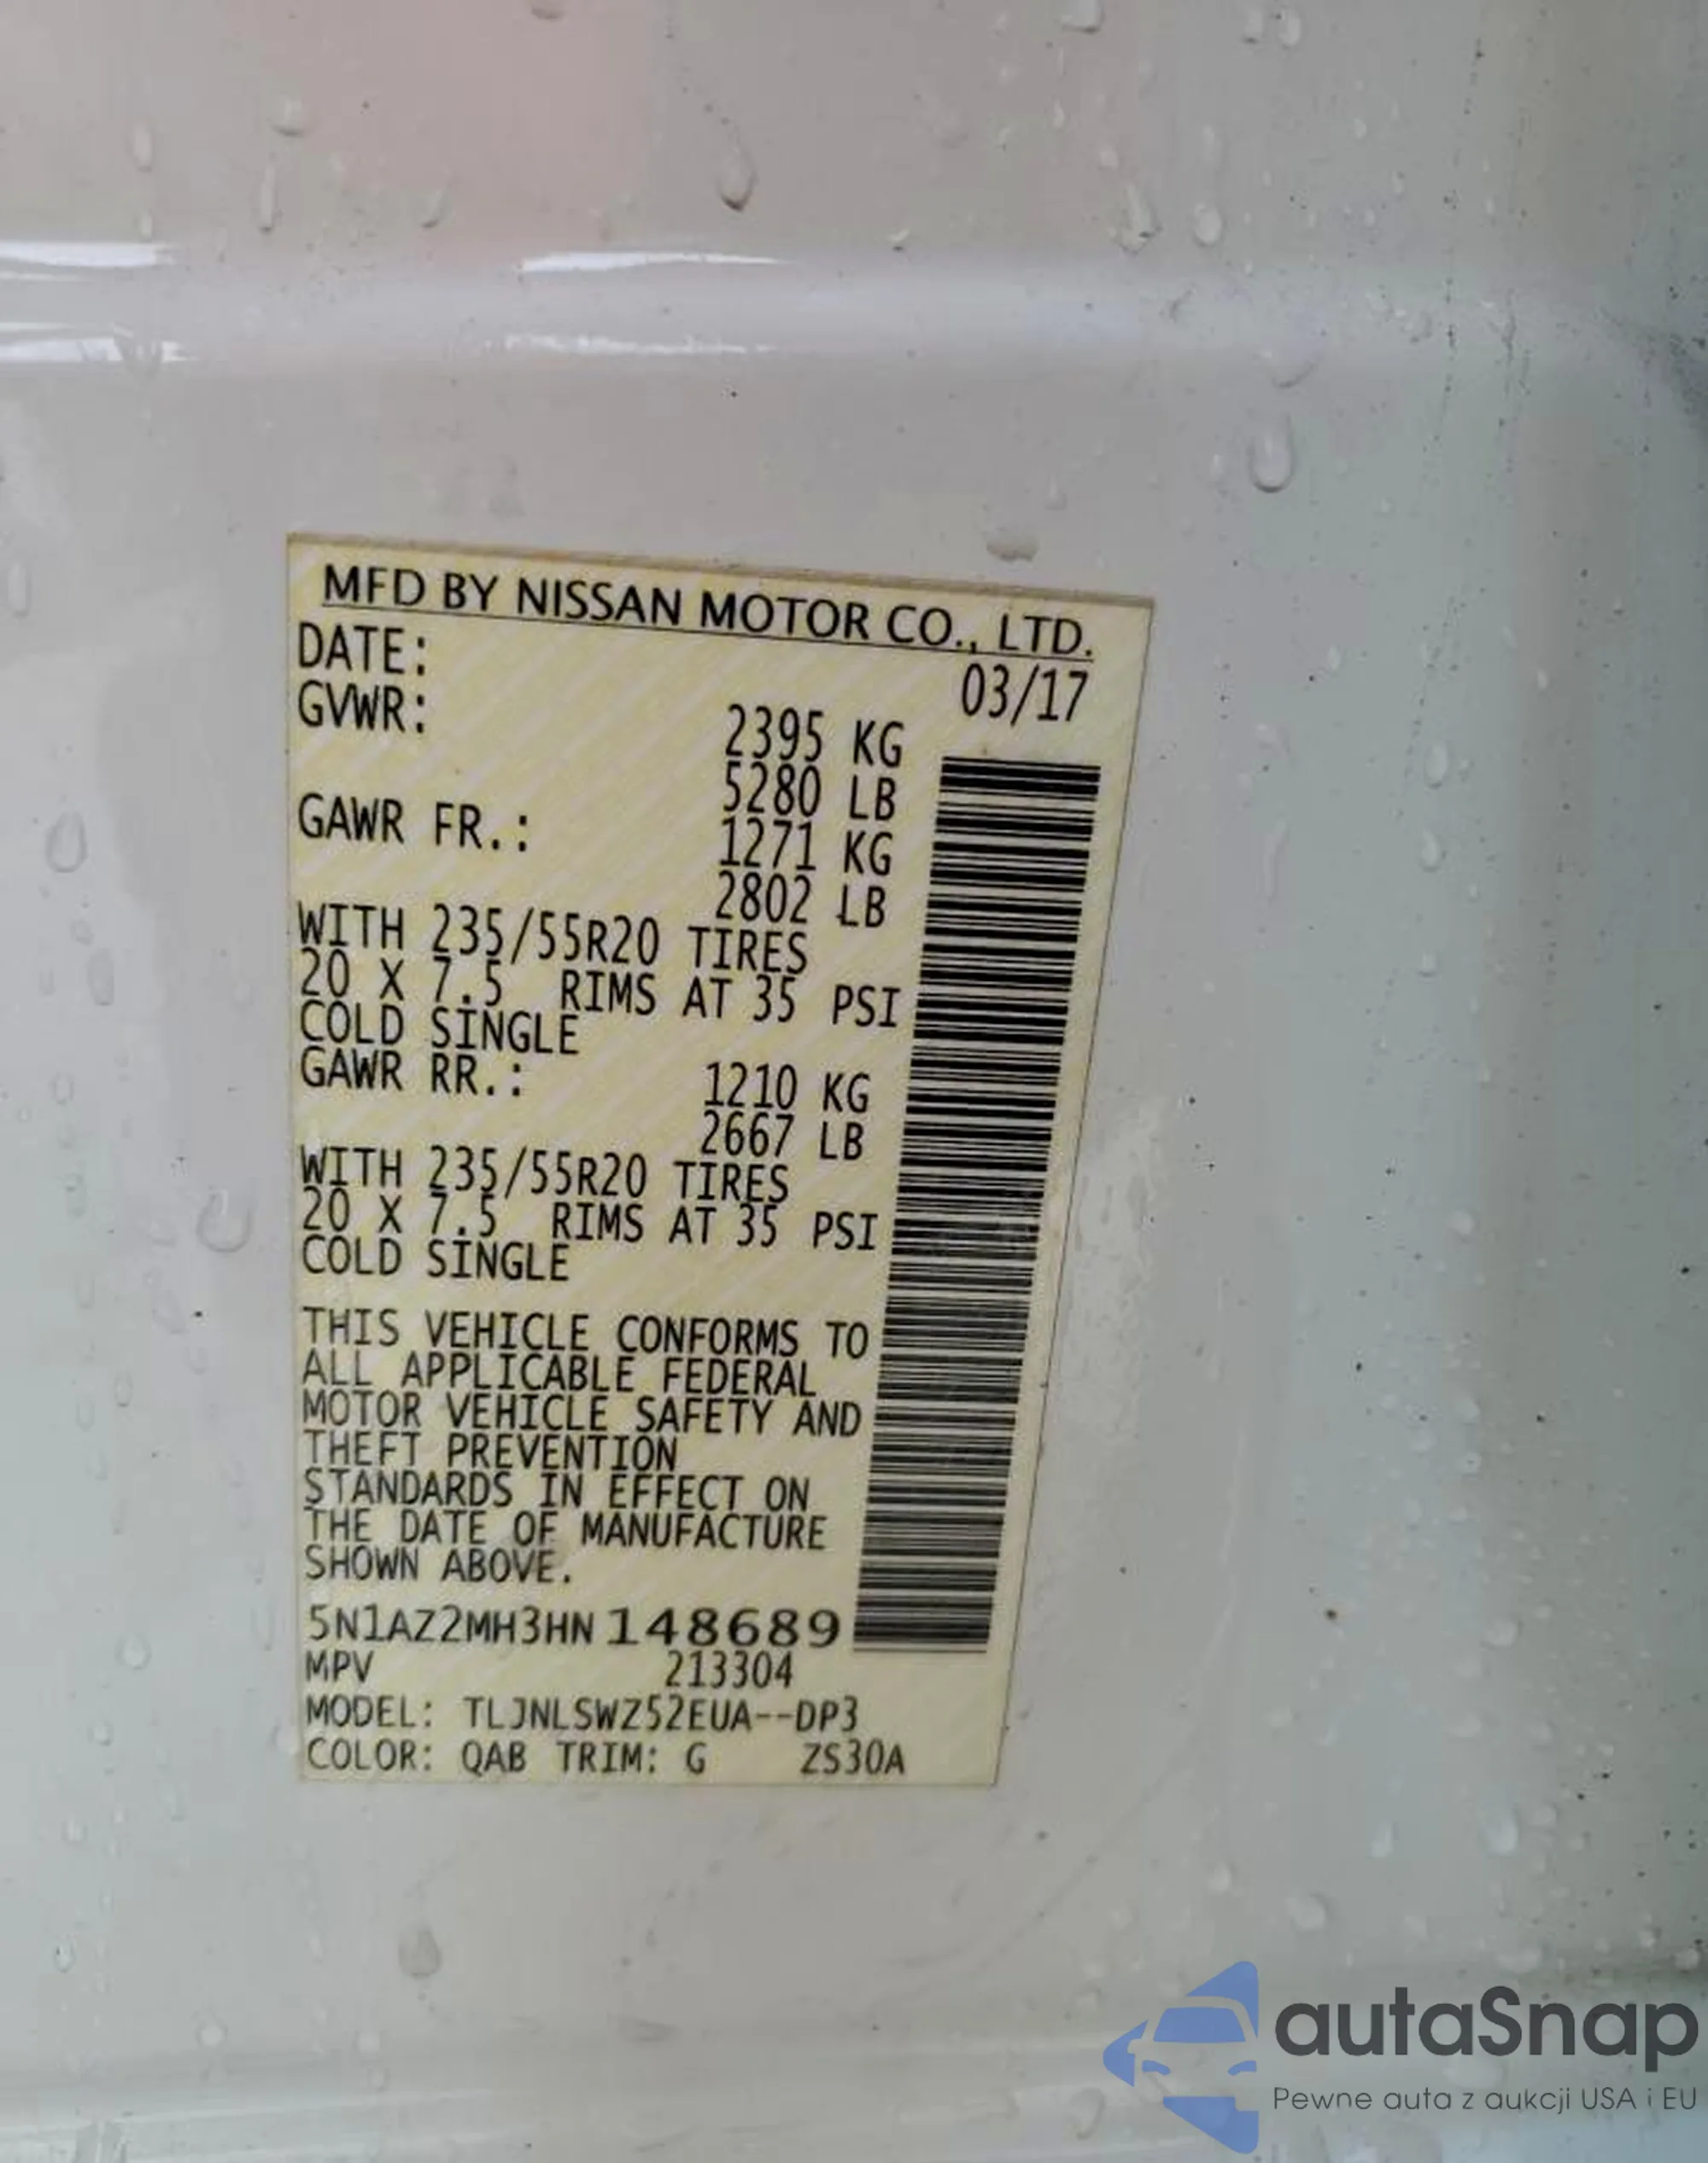 MFD BY NISSAN MOTOR CO., LTD.
DATE: 03/17
GVWR: 2395 KG
5280 LB
GAWR FR.: 1271 KG
2802 LB
WITH 235/55R20 TIRES
20 X 7.5 RIMS AT 35 PSI
COLD SINGLE
GAWR RR.: 1210 KG
2667 LB
WITH 235/55R20 TIRES
20 X 7.5 RIMS AT 35 PSI
COLD SINGLE
THIS VEHICLE CONFORMS TO
ALL APPLICABLE FEDERAL
MOTOR VEHICLE SAFETY AND
THEFT PREVENTION
STANDARDS IN EFFECT ON
THE DATE OF MANUFACTURE
SHOWN ABOVE.
5N1AZ2MH3HN148689
MPV 213304
MODEL: TLJNLSWZ52EUA--DP3
COLOR: QAB TRIM: G ZS30A
autaSnap
Pewne auta z aukcji USA i EU